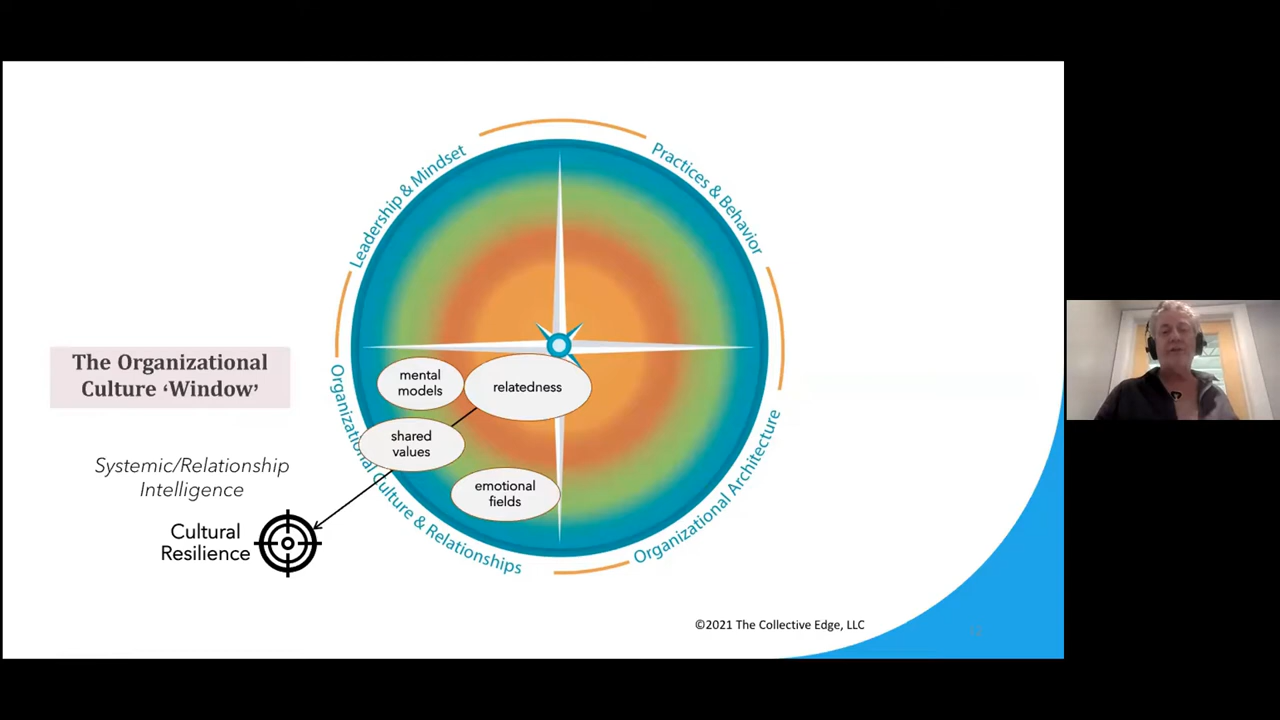 Leadership & Mindset
Practices & Behavior
The Organizational
Culture ‘Window’
mental
models
relatedness
shared
values
emotional
fields
Systemic/Relationship
Intelligence
Cultural
Resilience
Organizational Culture & Relationships
Organizational Architecture
©2021 The Collective Edge, LLC